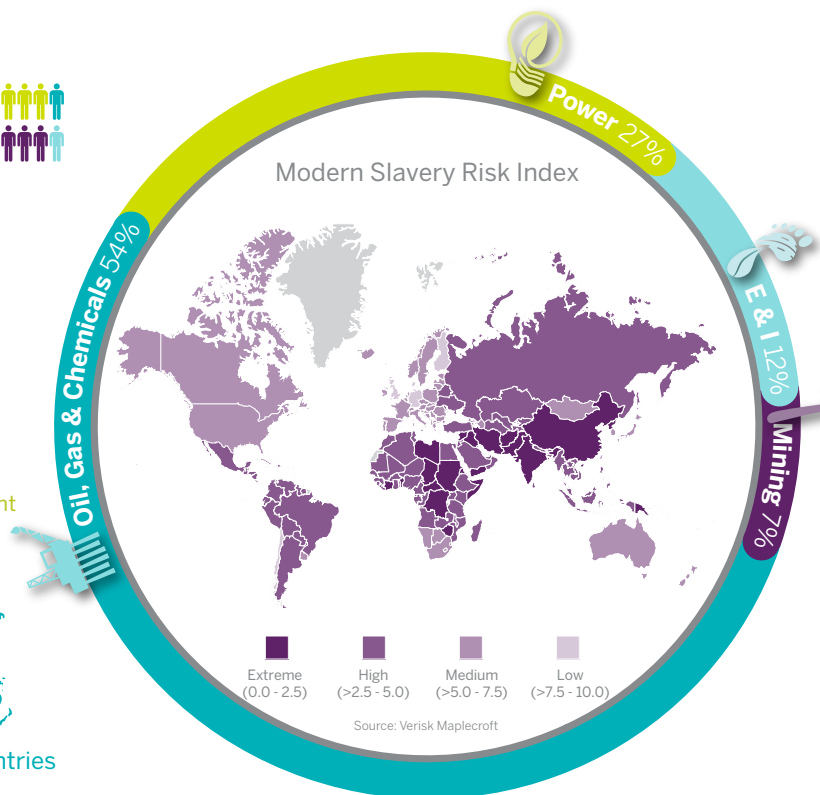 Power 27%
Modern Slavery Risk Index
Oil, Gas & Chemicals 54%
E & I 12%
Mining 7%
nt
Extreme
(0.0 - 2.5)
High
(>2.5 - 5.0)
Medium
(>5.0 - 7.5)
Low
(>7.5 - 10.0)
Source: Verisk Maplecroft
ntries